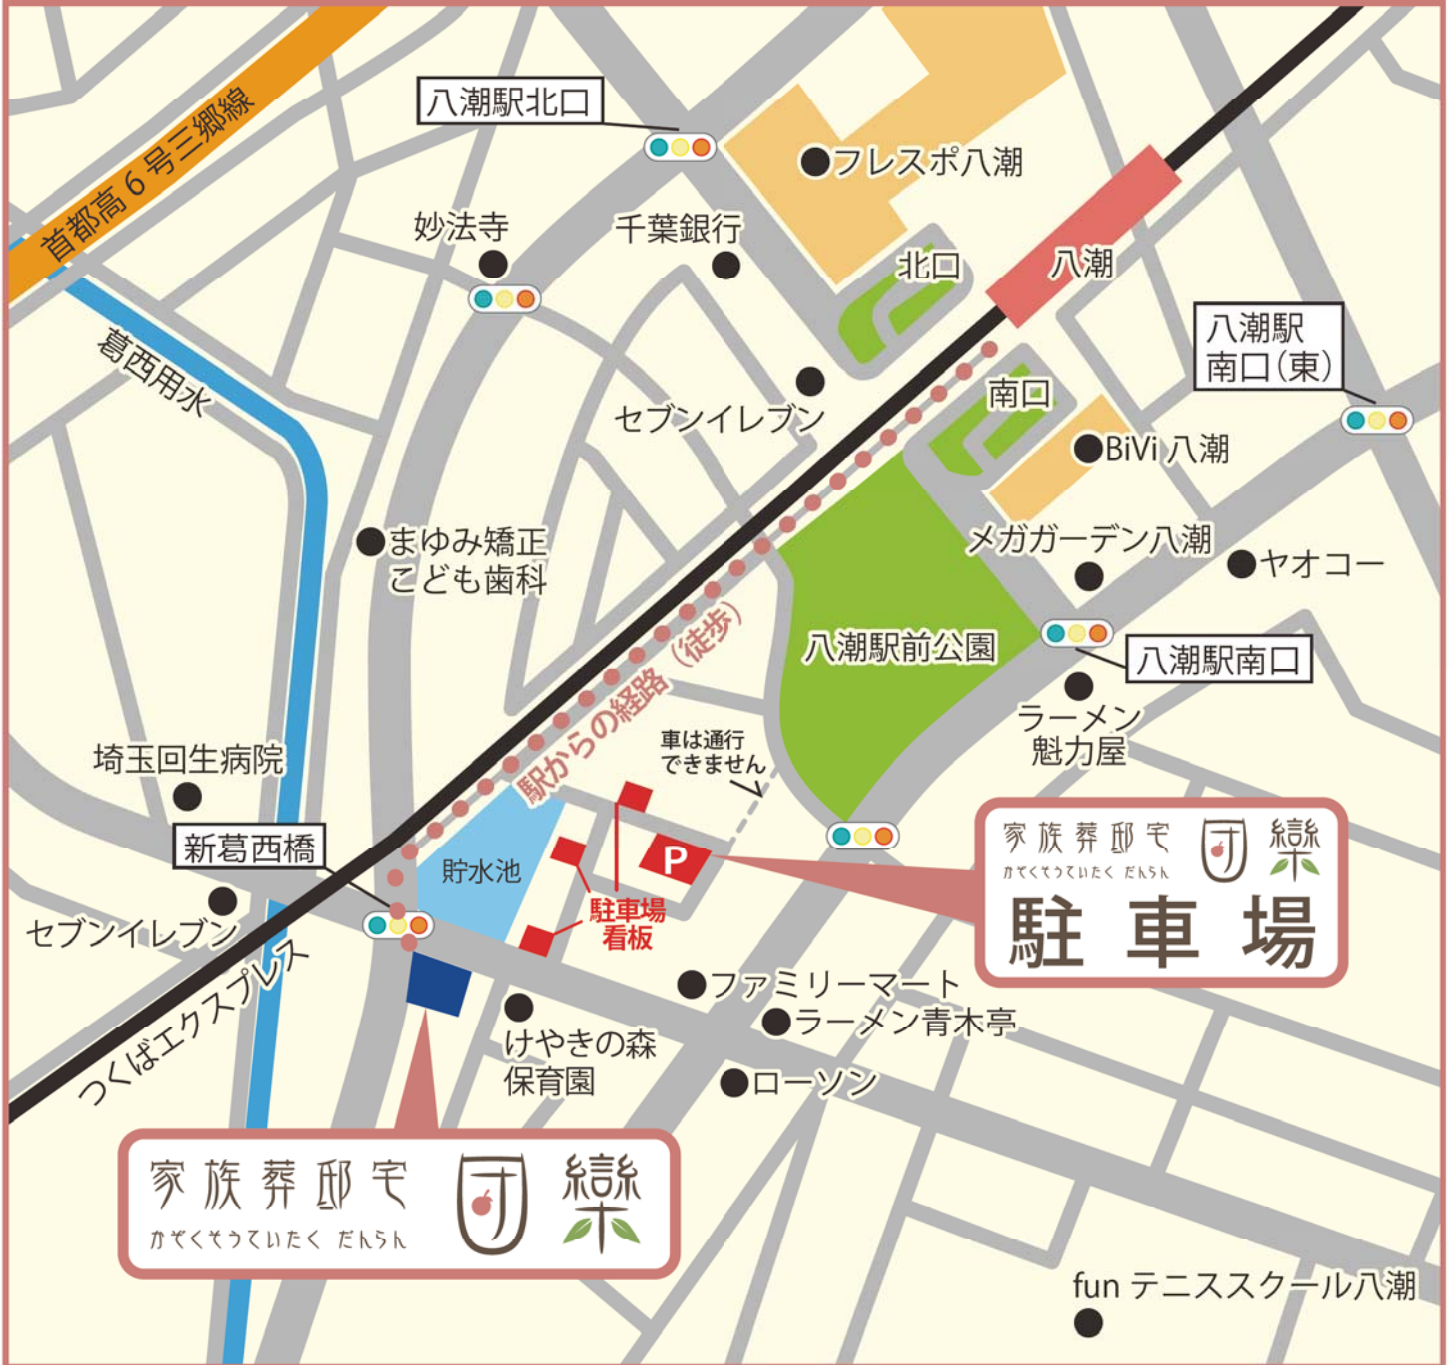 首都高6号三郷線
八潮駅北口
フレスポ八潮
妙法寺
千葉銀行
北口
八潮
八潮駅
南口(東)
葛西用水
南口
セブンイレブン
BiVi 八潮
まゆみ矯正
こども歯科
メガガーデン八潮
ヤオコー
駅からの経路(徒歩)
八潮駅前公園
八潮駅南口
ラーメン
魁力屋
車は通行
できません
埼玉回生病院
新葛西橋
貯水池
P
家族葬邸宅 団欒
かぞくそうていたく だんらん
駐車場
駐車場
看板
セブンイレブン
つくばエクスプレス
ファミリーマート
ラーメン青木亭
けやきの森
保育園
ローソン
家族葬邸宅 団欒
かぞくそうていたく だんらん
fun テニススクール八潮